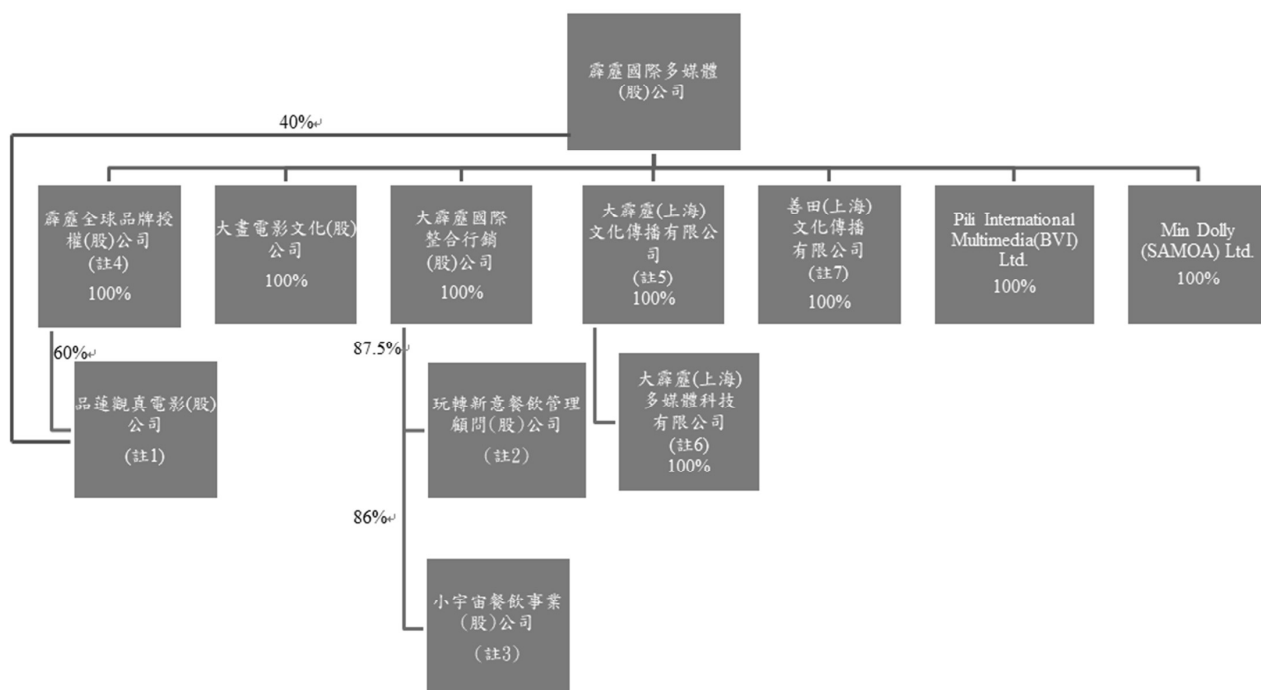 霹靂國際多媒體
(股)公司
40%
霹靂全球品牌授
權(股)公司
(註4)
100%
大畫電影文化(股)
公司
100%
大霹靂國際
整合行銷
(股)公司
100%
大霹靂(上海)
文化傳播有限公
司
(註5)
100%
善田(上海)
文化傳播
有限公司
(註7)
100%
Pili International
Multimedia(BVI)
Ltd.
100%
Min Dolly
(SAMOA) Ltd.
100%
60%
品蓮觀真電影(股)
公司
(註1)
87.5%
玩轉新意餐飲管理
顧問(股)公司
(註2)
大霹靂(上海)
多媒體科技
有限公司
(註6)
100%
86%
小宇宙餐飲事業
(股)公司
(註3)